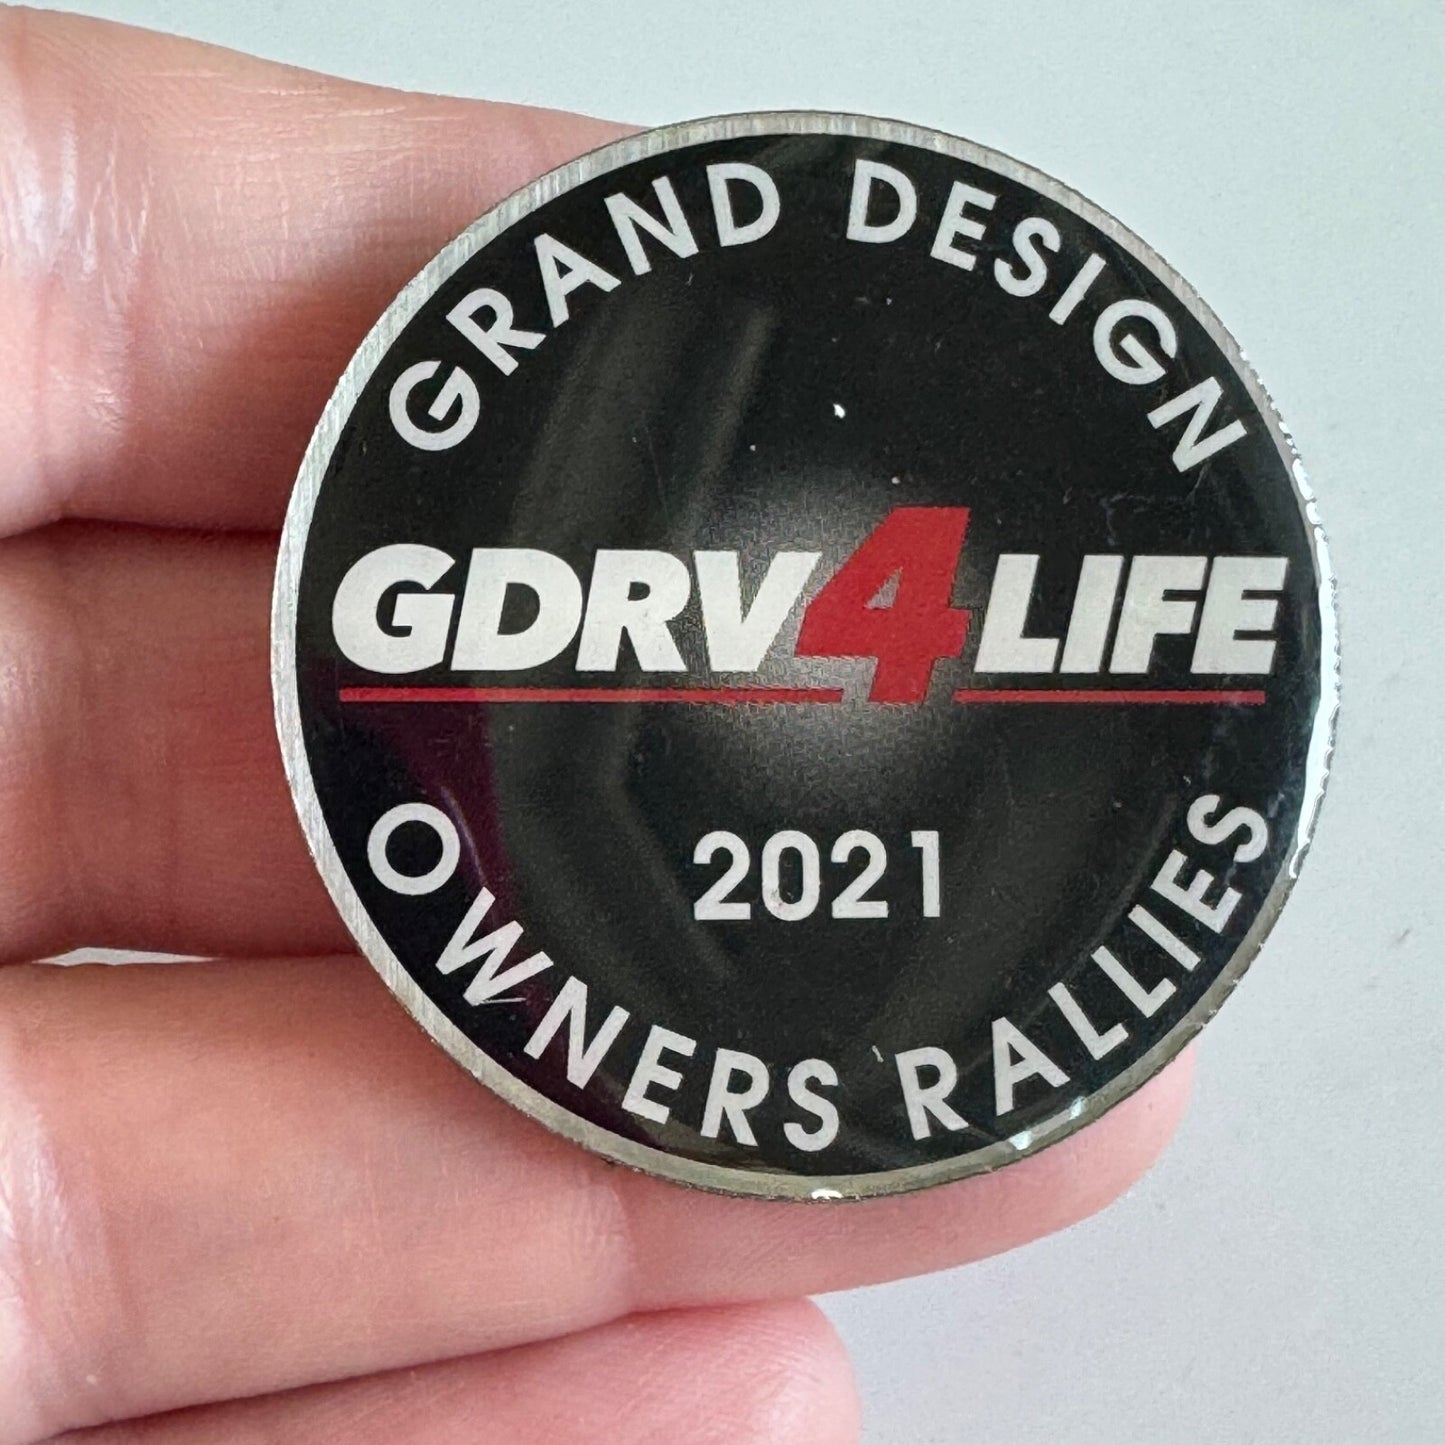 GRAND DESIGN
GDRV4LIFE
2021
OWNERS RALLIES